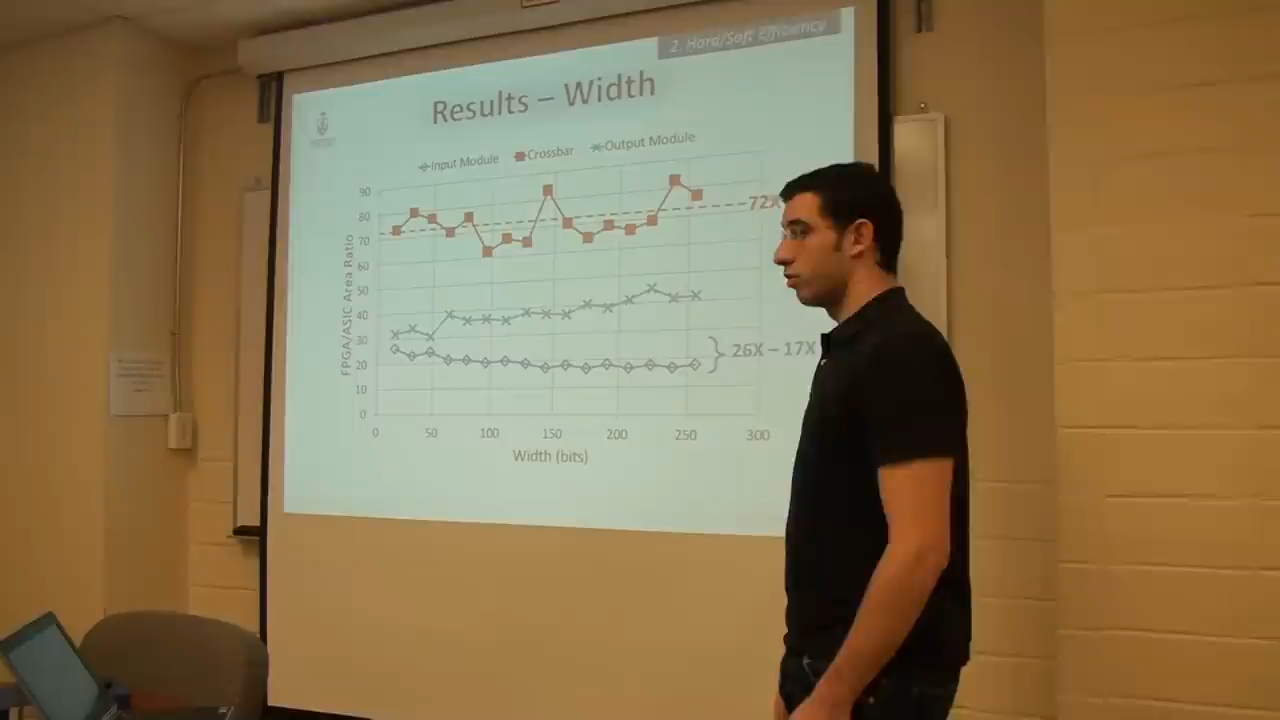 2. Hard/Soft Efficiency
Results – Width
Input Module Crossbar Output Module
90
80
70
60
50
40
30
20
10
0
FPGA/ASIC Area Ratio
72X
26X – 17X
0 50 100 150 200 250 300
Width (bits)